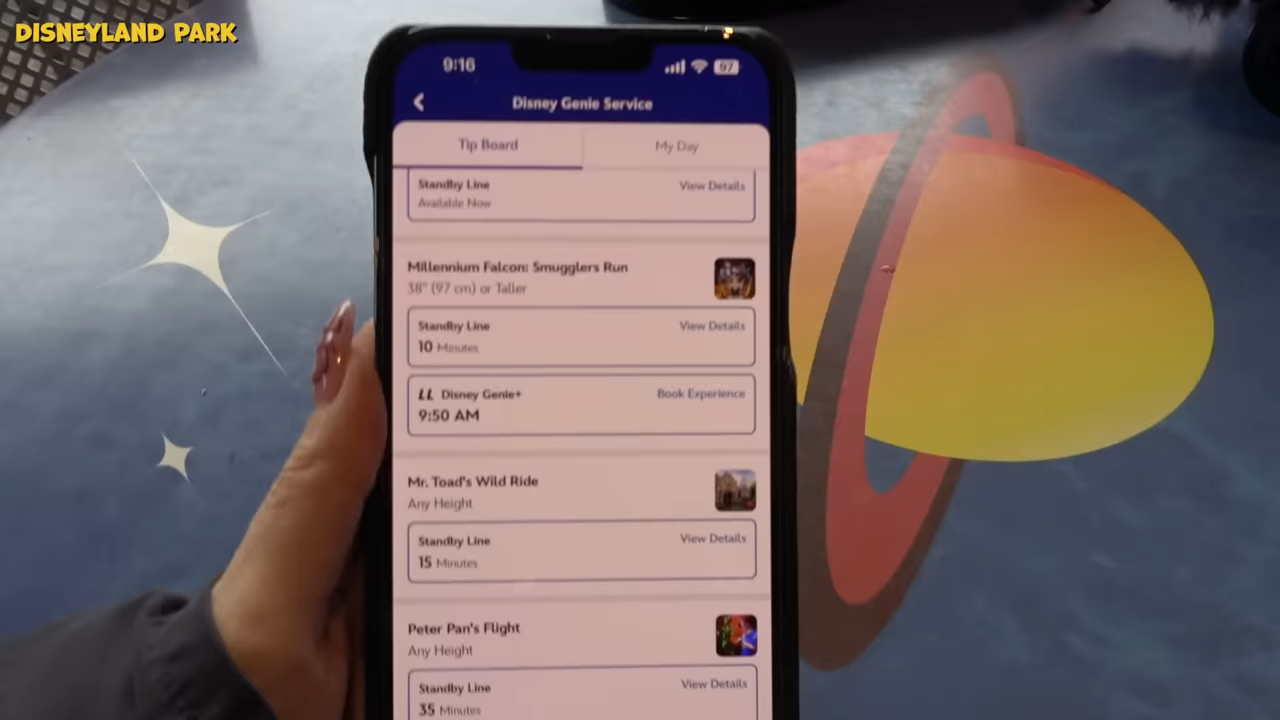 DISNEYLAND PARK
9:16
97
Disney Genie Service
Tip Board
My Day
Standby Line
View Details
Available Now
Millennium Falcon: Smugglers Run
38" (97 cm) or Taller
Standby Line
View Details
10 Minutes
LL Disney Genie+
Book Experience
9:50 AM
Mr. Toad's Wild Ride
Any Height
Standby Line
View Details
15 Minutes
Peter Pan's Flight
Any Height
Standby Line
View Details
35 Minutes